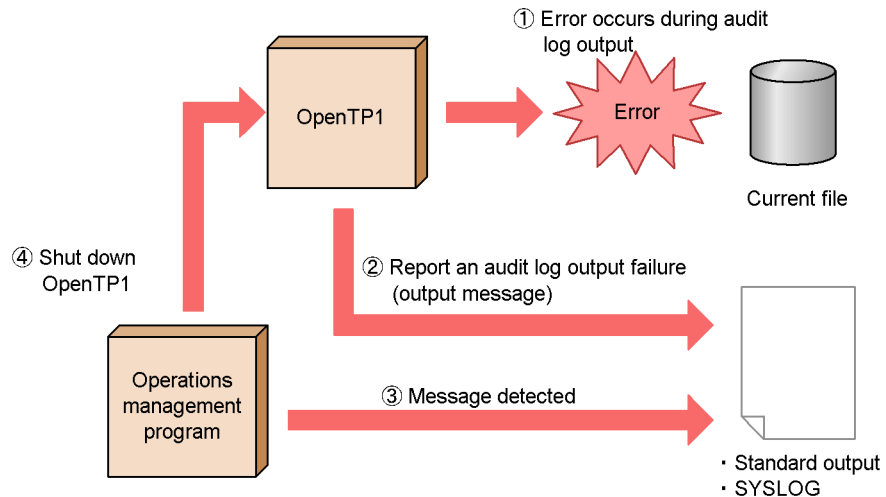 ① Error occurs during audit
log output
OpenTP1
Error
Current file
④ Shut down
OpenTP1
② Report an audit log output failure
(output message)
Operations
management
program
③ Message detected
・Standard output
・SYSLOG